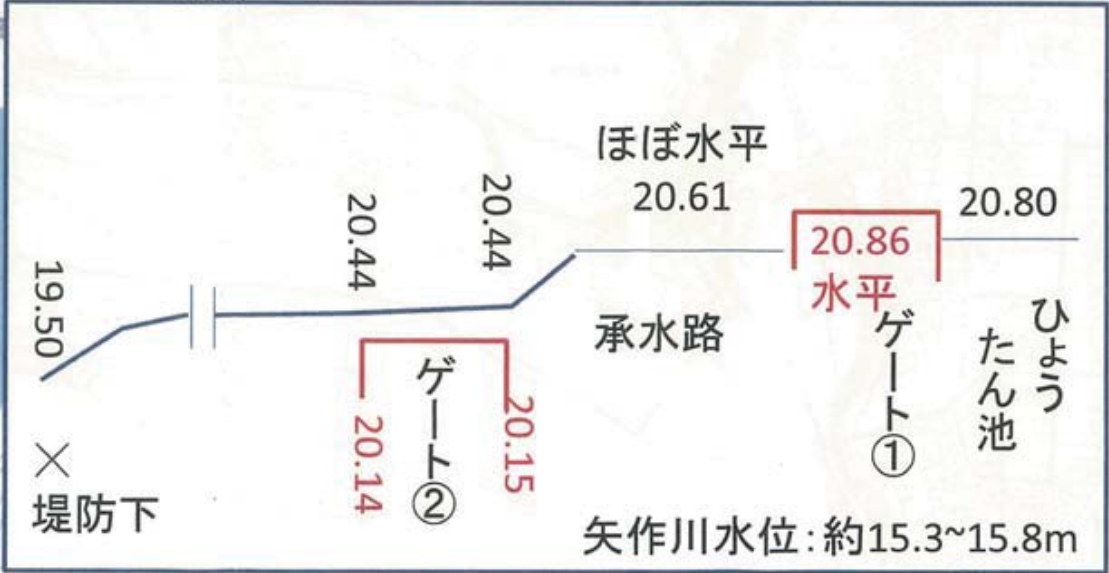 ほぼ水平
20.61
20.80
20.86
水平
20.44
20.44
19.50
承水路
ゲート①
ひょう
たん池
ゲート②
20.14
20.15
×
堤防下
矢作川水位:約15.3~15.8m